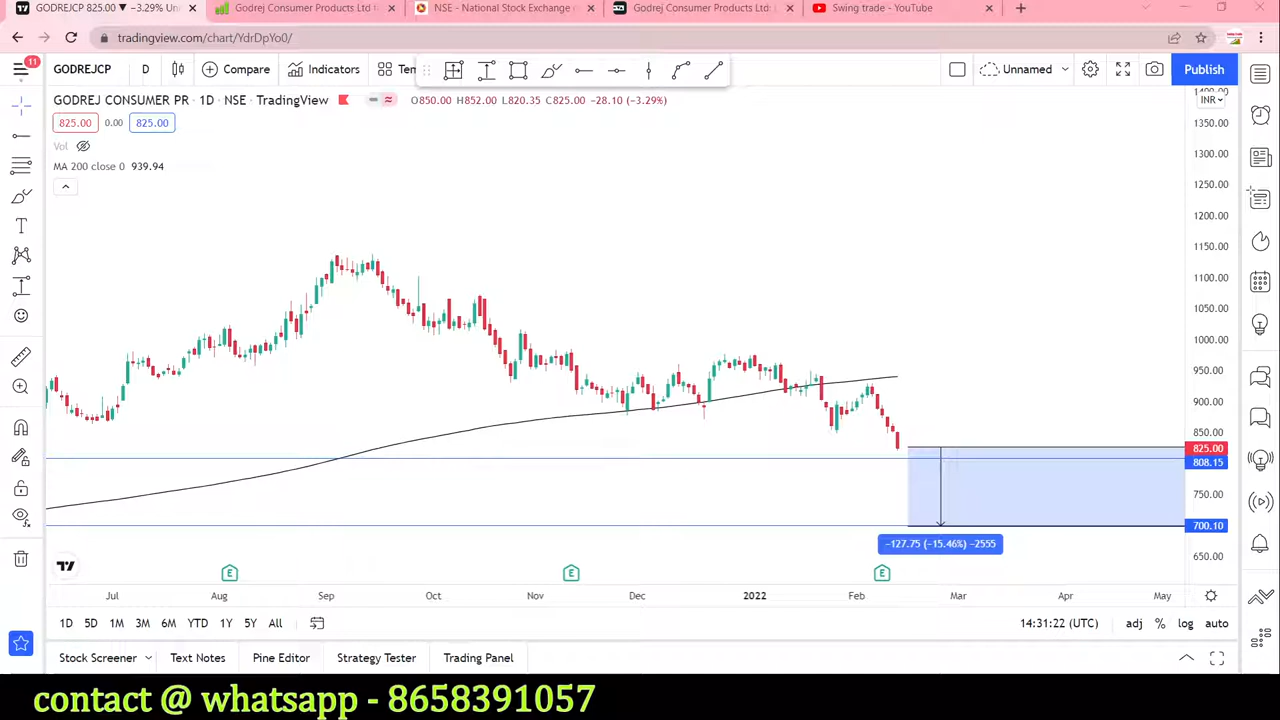 GODREJCP 825.00 ▼ −3.29% Un
Godrej Consumer Products Ltd
NSE - National Stock Exchange
Godrej Consumer Products Ltd
Swing trade - YouTube
tradingview.com/chart/YdrDpYo0/
11
GODREJCP
D
Compare
Indicators
Tem
Unnamed
Publish
GODREJ CONSUMER PR · 1D · NSE · TradingView
O850.00 H852.00 L820.35 C825.00 −28.10 (−3.29%)
INR
825.00 0.00 825.00
Vol
MA 200 close 0 939.94
1400.00
1350.00
1300.00
1250.00
1200.00
1150.00
1100.00
1050.00
1000.00
950.00
900.00
850.00
825.00
808.15
750.00
700.10
650.00
−127.75 (−15.46%) −2555
E E E
Jul Aug Sep Oct Nov Dec 2022 Feb Mar Apr May
1D 5D 1M 3M 6M YTD 1Y 5Y All
14:31:22 (UTC) adj % log auto
Stock Screener Text Notes Pine Editor Strategy Tester Trading Panel
contact @ whatsapp - 8658391057